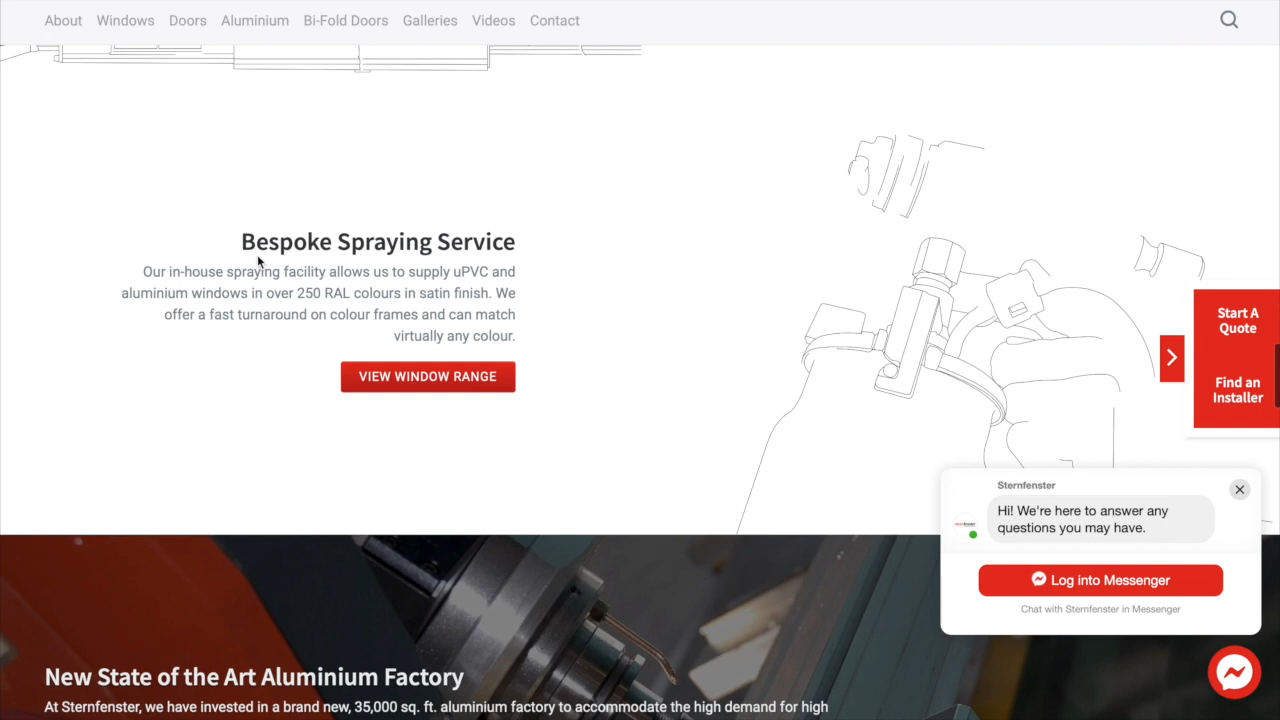 About Windows Doors Aluminium Bi-Fold Doors Galleries Videos Contact
Bespoke Spraying Service
Our in-house spraying facility allows us to supply uPVC and
aluminium windows in over 250 RAL colours in satin finish. We
offer a fast turnaround on colour frames and can match
virtually any colour.
VIEW WINDOW RANGE
Start A
Quote
Find an
Installer
Sternfenster
Hi! We're here to answer any
questions you may have.
Log into Messenger
Chat with Sternfenster in Messenger
New State of the Art Aluminium Factory
At Sternfenster, we have invested in a brand new, 35,000 sq. ft. aluminium factory to accommodate the high demand for high